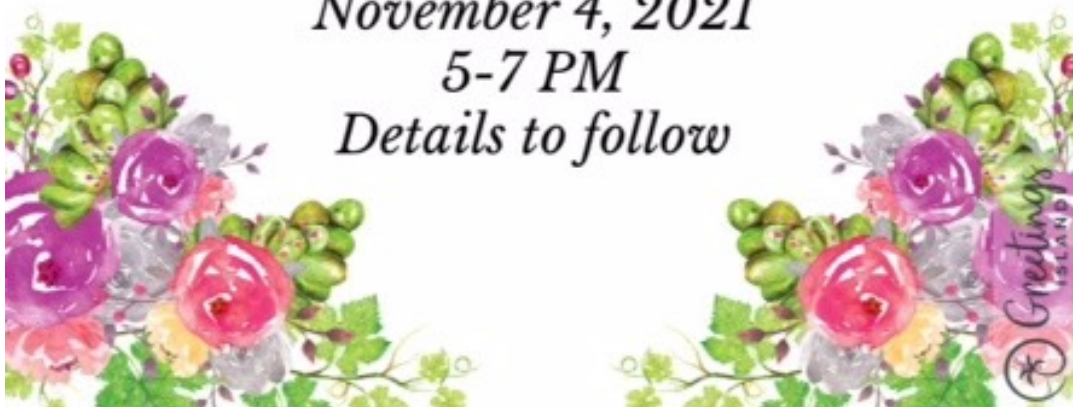 November 4, 2021
5-7 PM
Details to follow
Greetings
ISLAND